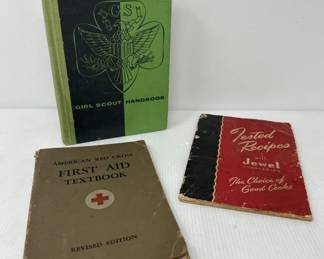 GS
GIRL SCOUT HANDBOOK
AMERICAN RED CROSS
FIRST AID
TEXTBOOK
REVISED EDITION
Tested
Recipes
WITH
Jewel
The Choice of
Good Cooks